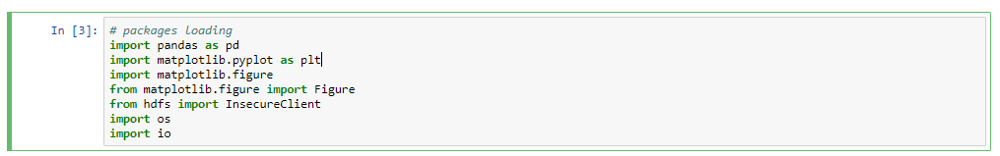 In [3]: # packages loading
import pandas as pd
import matplotlib.pyplot as plt
import matplotlib.figure
from matplotlib.figure import Figure
from hdfs import InsecureClient
import os
import io